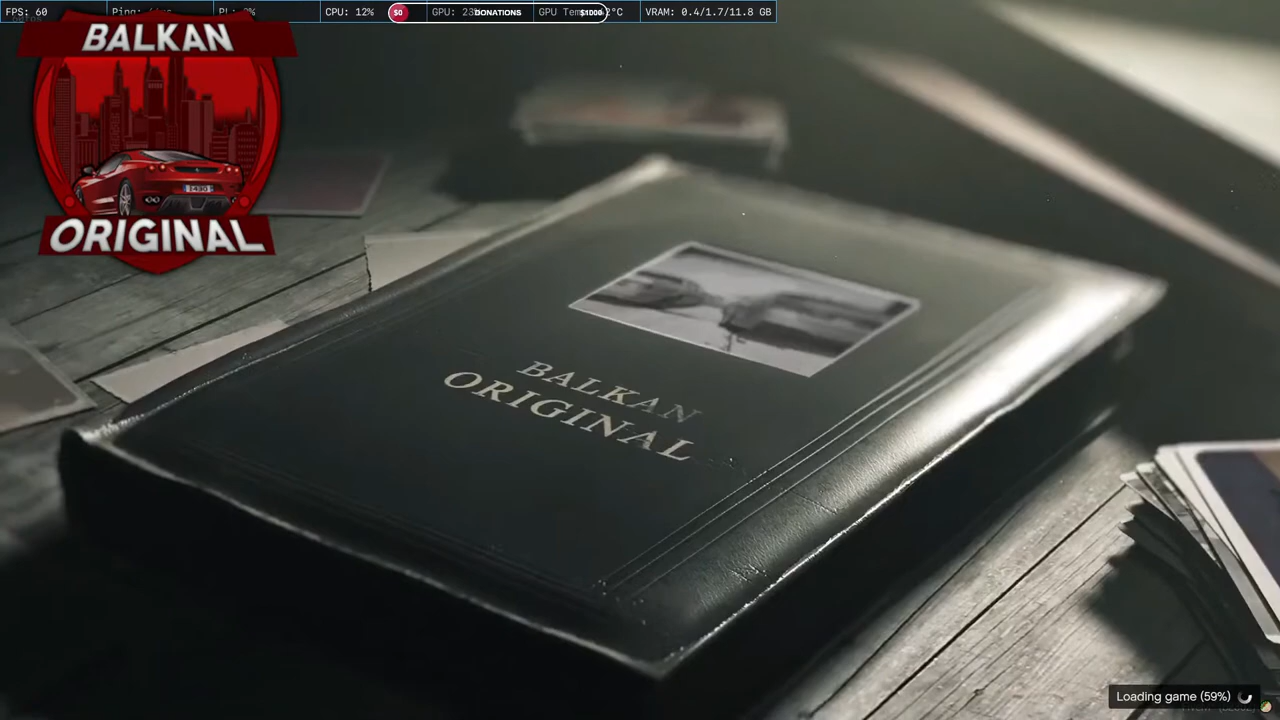 FPS: 60
CPU: 12%
$0
DONATIONS
$1000
VRAM: 0.4/1.7/11.8 GB
BALKAN
ORIGINAL
BALKAN
ORIGINAL
Loading game (59%)